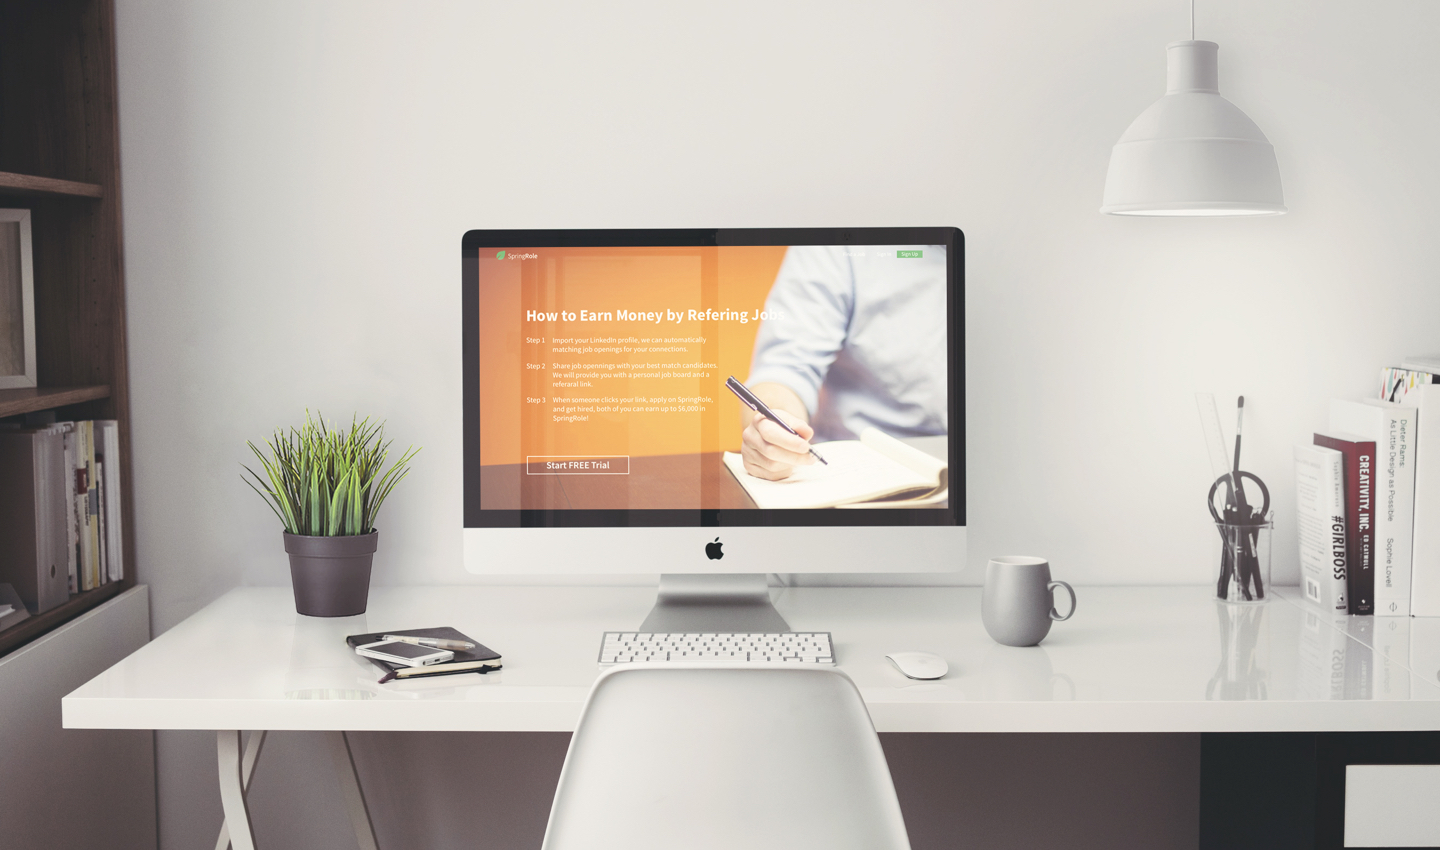 SpringRole
Sign Up
How to Earn Money by Refering Jobs
Step 1 Import your LinkedIn profile, we can automatically
matching job openings for your connections.
Step 2 Share job opennings with your best match candidates.
We will provide you with a personal job board and a
referaral link.
Step 3 When someone clicks your link, apply on SpringRole,
and get hired, both of you can earn up to $6,000 in
SpringRole!
Start FREE Trial
#GIRLBOSS
CREATIVITY, INC. ED CATMULL
Dieter Rams:
As Little Design as Possible Sophie Lovell